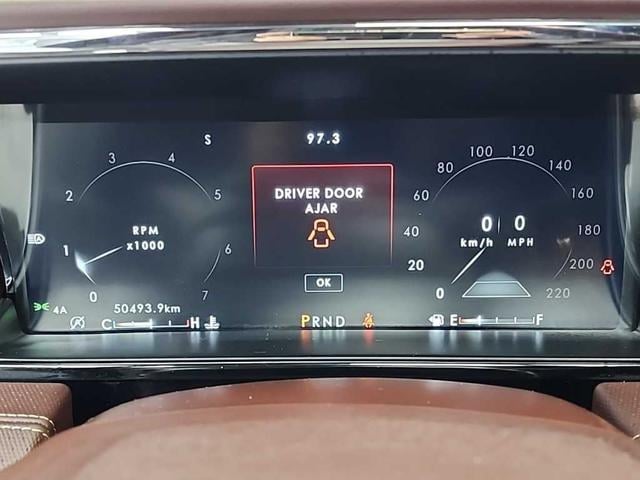 S
97.3
DRIVER DOOR
AJAR
OK
0 1 2 3 4 5 6 7
RPM
x1000
50493.9km
4A
C H
PRND
0 20 40 60 80 100 120 140 160 180 200 220
0 0
km/h MPH
E F